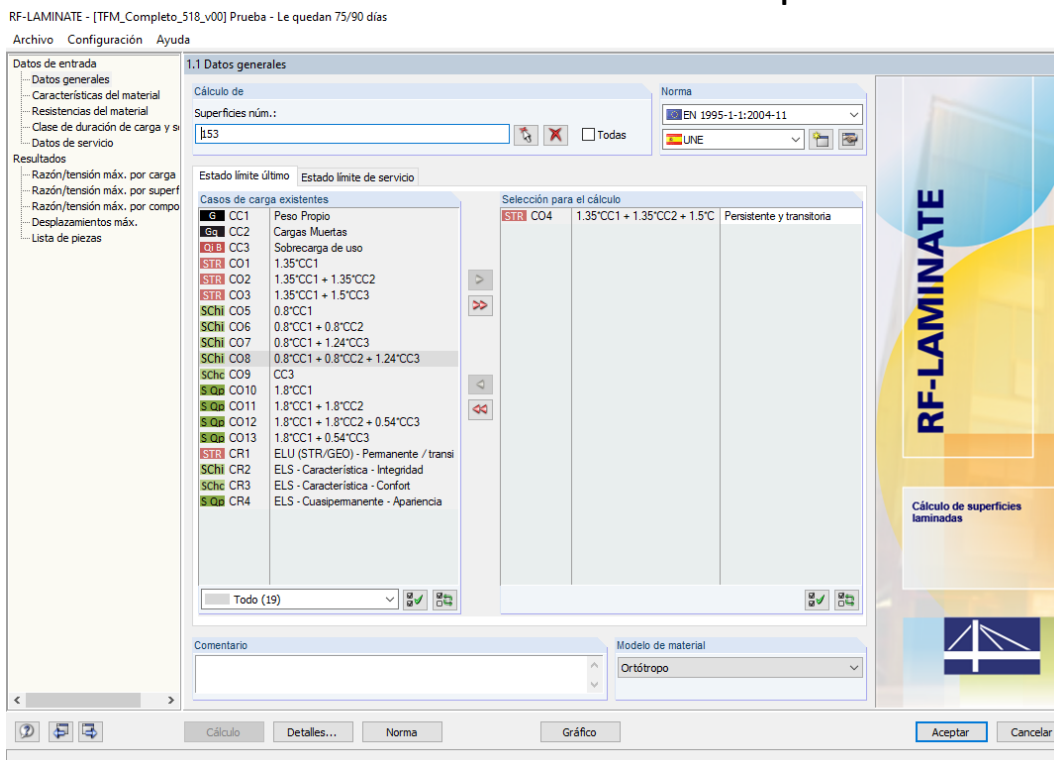 RF-LAMINATE - [TFM_Completo_518_v00] Prueba - Le quedan 75/90 días
Archivo Configuración Ayuda
Datos de entrada
Datos generales
Características del material
Resistencias del material
Clase de duración de carga y s
Datos de servicio
Resultados
Razón/tensión máx. por carga
Razón/tensión máx. por superf
Razón/tensión máx. por compo
Desplazamientos máx.
Lista de piezas
1.1 Datos generales
Cálculo de
Superficies núm.:
153
Todas
Norma
EN 1995-1-1:2004-11
UNE
Estado límite último Estado límite de servicio
Casos de carga existentes
G CC1 Peso Propio
Gq CC2 Cargas Muertas
Qi B CC3 Sobrecarga de uso
STR CO1 1.35*CC1
STR CO2 1.35*CC1 + 1.35*CC2
STR CO3 1.35*CC1 + 1.5*CC3
SChi CO5 0.8*CC1
SChi CO6 0.8*CC1 + 0.8*CC2
SChi CO7 0.8*CC1 + 1.24*CC3
SChi CO8 0.8*CC1 + 0.8*CC2 + 1.24*CC3
SChc CO9 CC3
S Qp CO10 1.8*CC1
S Qp CO11 1.8*CC1 + 1.8*CC2
S Qp CO12 1.8*CC1 + 1.8*CC2 + 0.54*CC3
S Qp CO13 1.8*CC1 + 0.54*CC3
STR CR1 ELU (STR/GEO) - Permanente / transi
SChi CR2 ELS - Característica - Integridad
SChc CR3 ELS - Característica - Confort
S Qp CR4 ELS - Cuasipermanente - Apariencia
Todo (19)
Selección para el cálculo
STR CO4 1.35*CC1 + 1.35*CC2 + 1.5*C Persistente y transitoria
Comentario
Modelo de material
Ortótropo
RF-LAMINATE
Cálculo de superficies
laminadas
Cálculo Detalles... Norma Gráfico Aceptar Cancelar